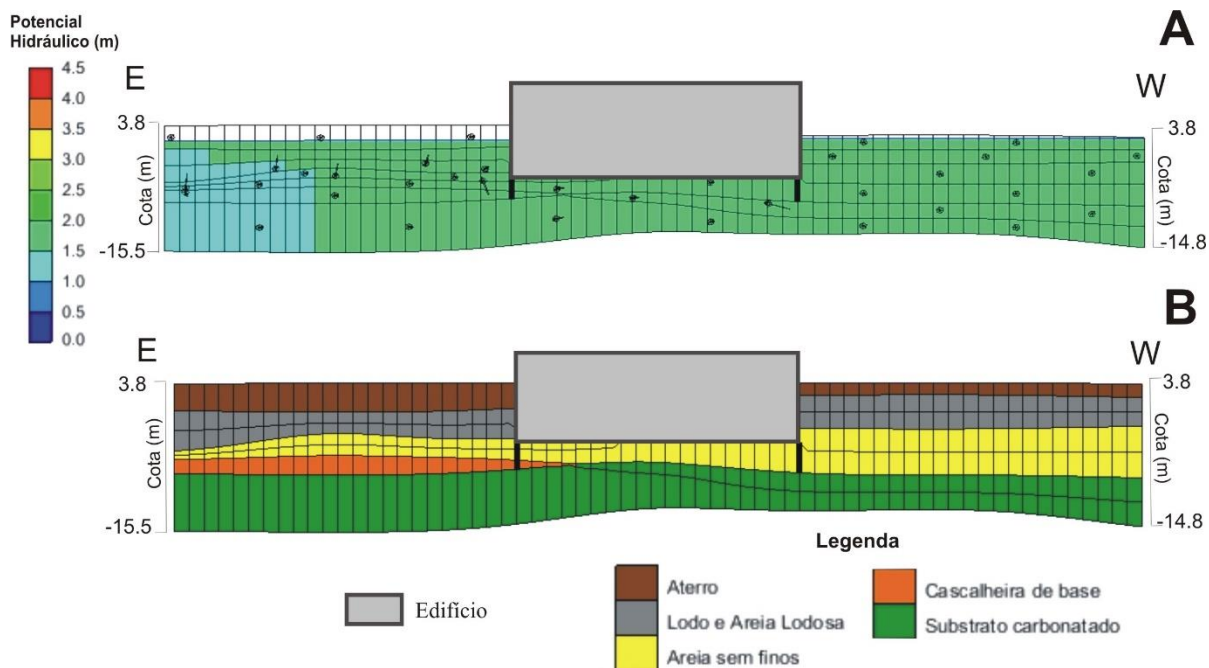 Potencial
Hidráulico (m)
4.5
4.0
3.5
3.0
2.5
2.0
1.5
1.0
0.5
0.0
A
E
W
3.8
3.8
Cota (m)
Cota (m)
-15.5
-14.8
B
E
W
3.8
3.8
Cota (m)
Cota (m)
-15.5
-14.8
Legenda
Edifício
Aterro
Lodo e Areia Lodosa
Areia sem finos
Cascalheira de base
Substrato carbonatado